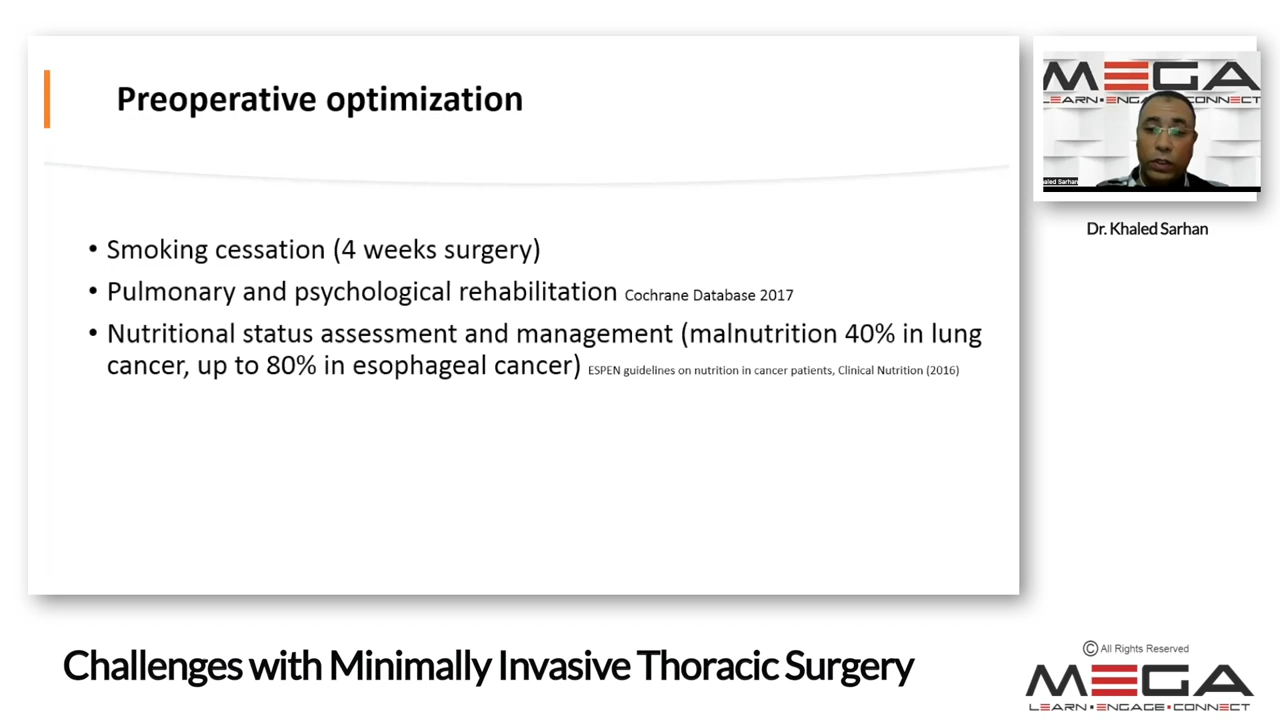 Preoperative optimization
• Smoking cessation (4 weeks surgery)
• Pulmonary and psychological rehabilitation Cochrane Database 2017
• Nutritional status assessment and management (malnutrition 40% in lung
cancer, up to 80% in esophageal cancer) ESPEN guidelines on nutrition in cancer patients, Clinical Nutrition (2016)
MEGA
LEARN•ENGA CONNECT
aled Sarhan
Dr. Khaled Sarhan
Challenges with Minimally Invasive Thoracic Surgery
© All Rights Reserved
MEGA
LEARN•ENGAGE•CONNECT